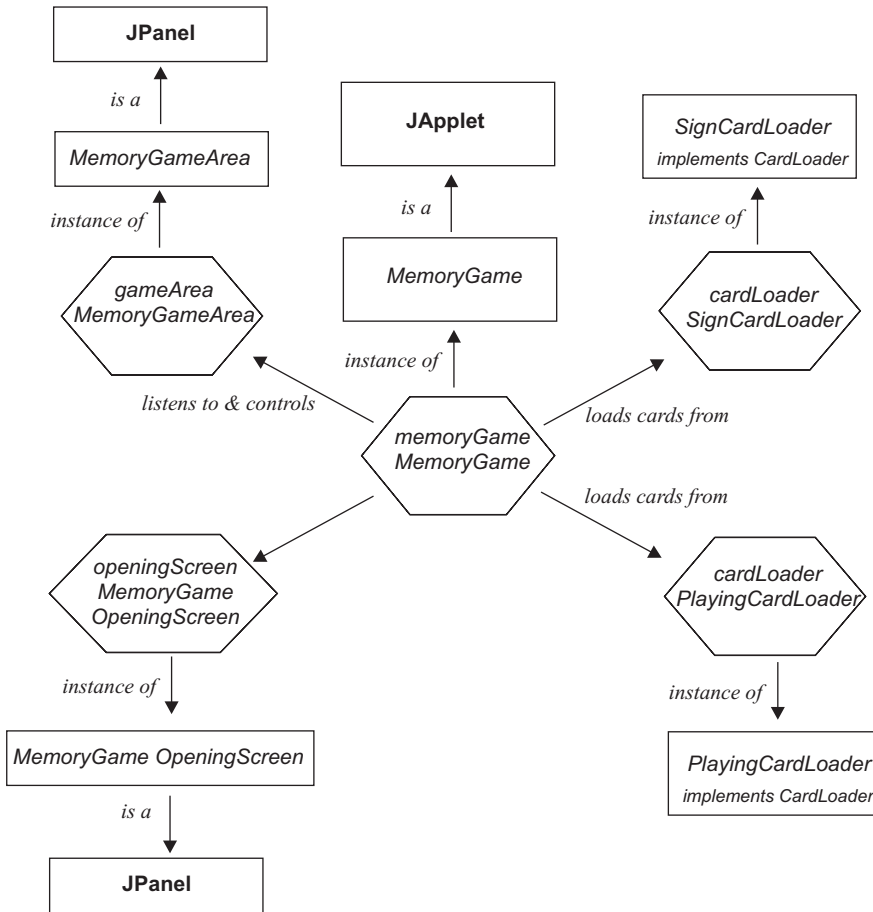 JPanel
is a
MemoryGameArea
instance of
gameArea
MemoryGameArea
listens to & controls
JApplet
is a
MemoryGame
instance of
memoryGame
MemoryGame
SignCardLoader
implements CardLoader
instance of
cardLoader
SignCardLoader
loads cards from
loads cards from
openingScreen
MemoryGame
OpeningScreen
instance of
MemoryGame OpeningScreen
is a
JPanel
cardLoader
PlayingCardLoader
instance of
PlayingCardLoader
implements CardLoader